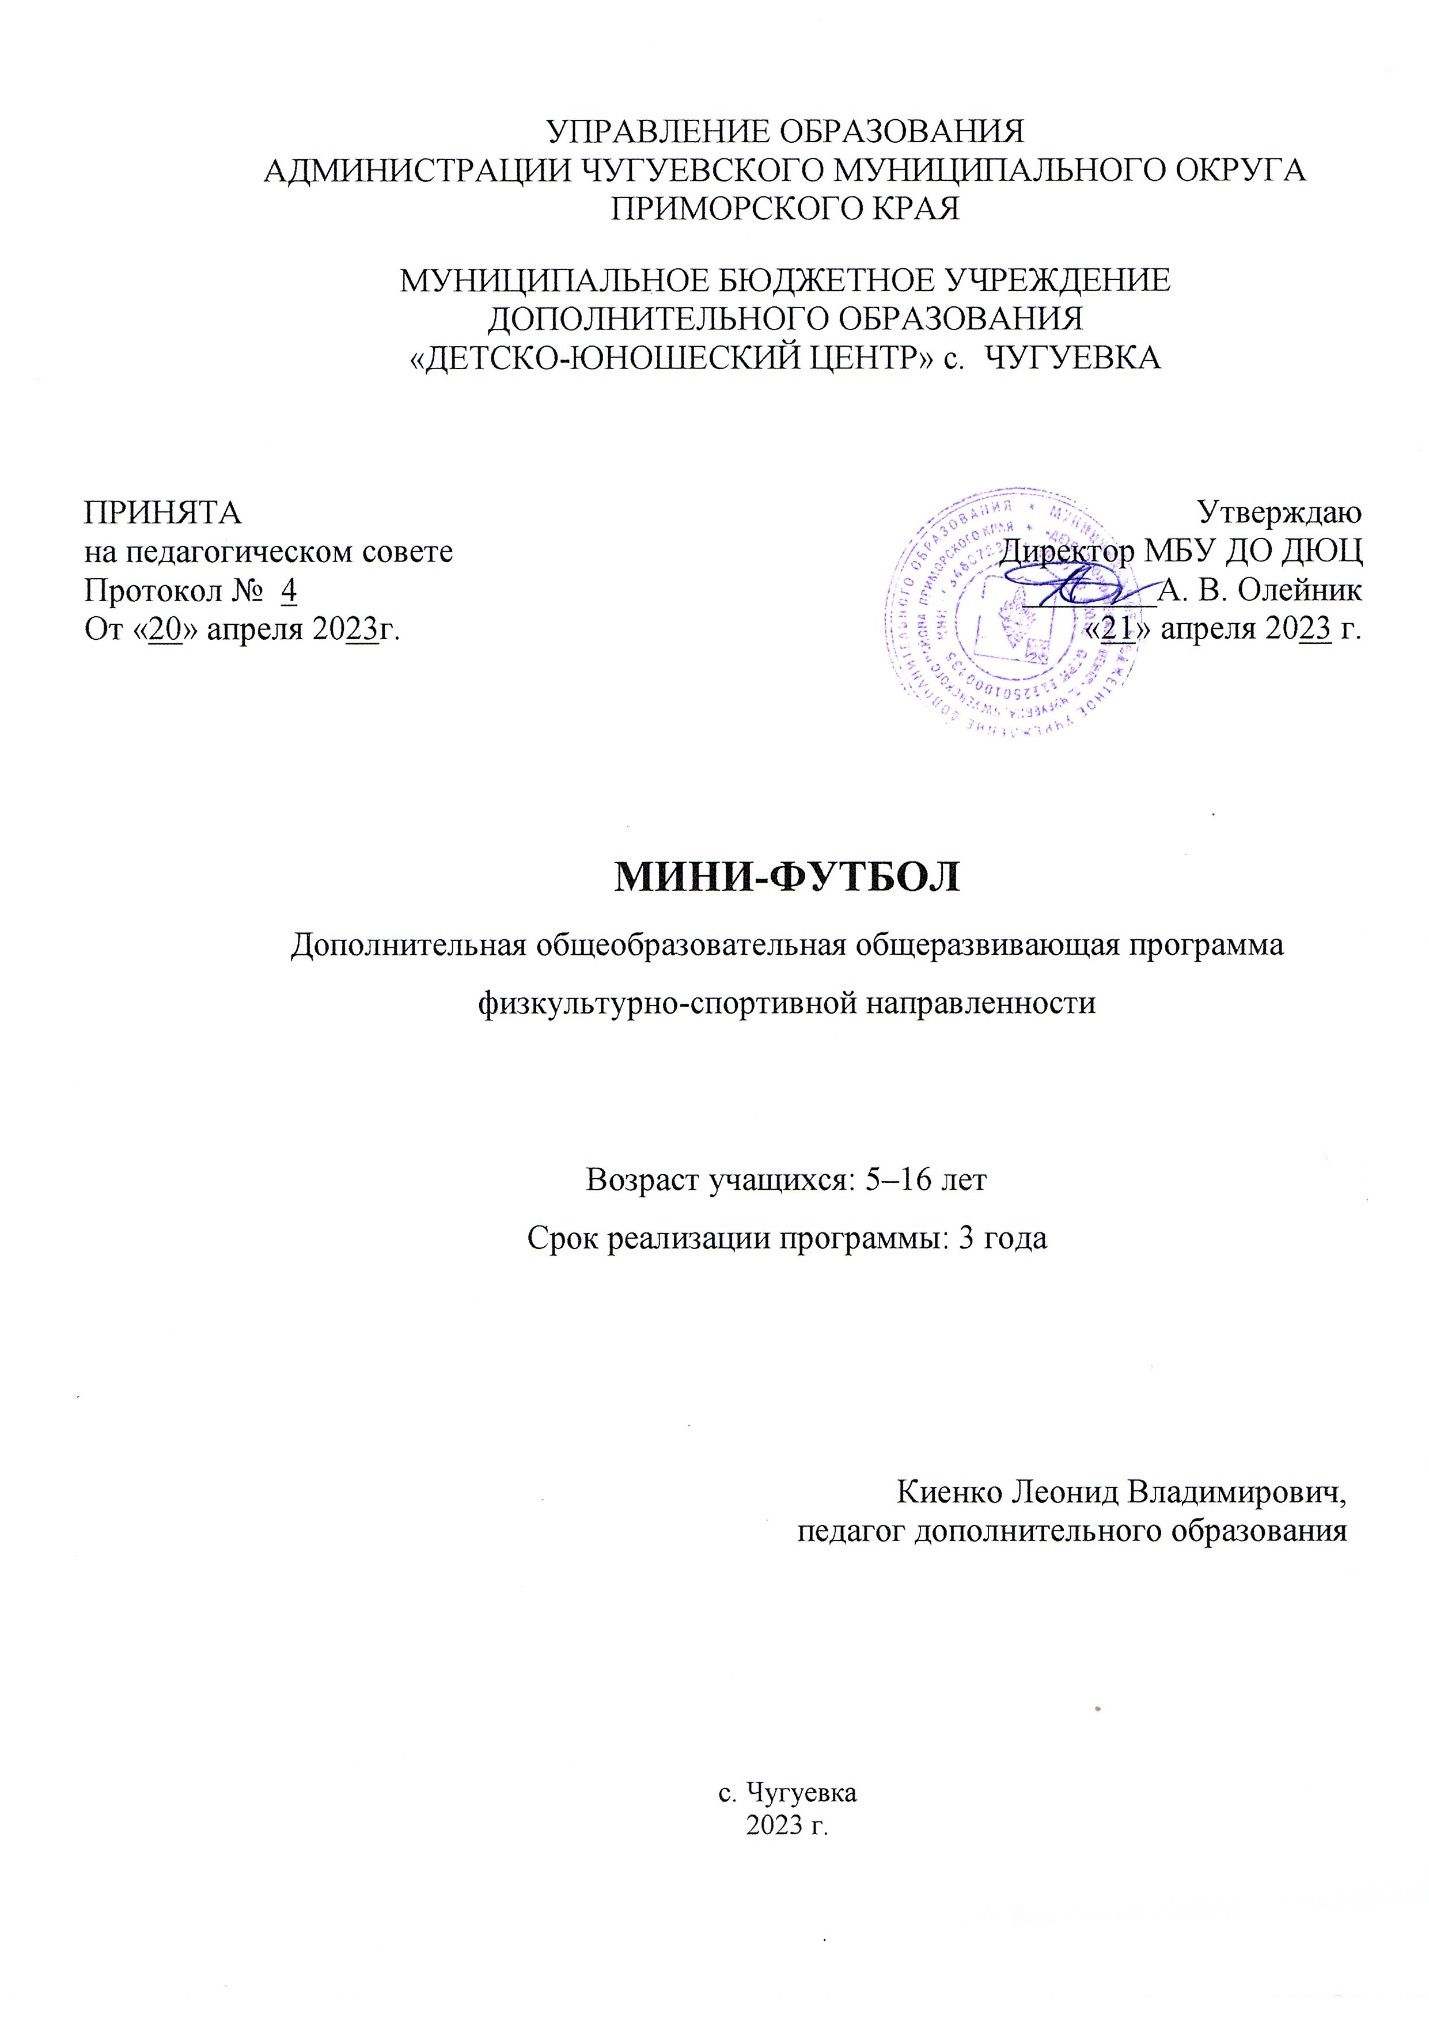 УПРАВЛЕНИЕ ОБРАЗОВАНИЯ
АДМИНИСТРАЦИИ ЧУГУЕВСКОГО МУНИЦИПАЛЬНОГО ОКРУГА
ПРИМОРСКОГО КРАЯ
МУНИЦИПАЛЬНОЕ БЮДЖЕТНОЕ УЧРЕЖДЕНИЕ
ДОПОЛНИТЕЛЬНОГО ОБРАЗОВАНИЯ
«ДЕТСКО-ЮНОШЕСКИЙ ЦЕНТР» с. ЧУГУЕВКА
ПРИНЯТА
на педагогическом совете
Протокол № 4
От «20» апреля 2023г.
Утверждаю
Директор МБУ ДО ДЮЦ
А. В. Олейник
«21» апреля 2023 г.
МИНИ-ФУТБОЛ
Дополнительная общеобразовательная общеразвивающая программа
физкультурно-спортивной направленности
Возраст учащихся: 5–16 лет
Срок реализации программы: 3 года
Киенко Леонид Владимирович,
педагог дополнительного образования
с. Чугуевка
2023 г.